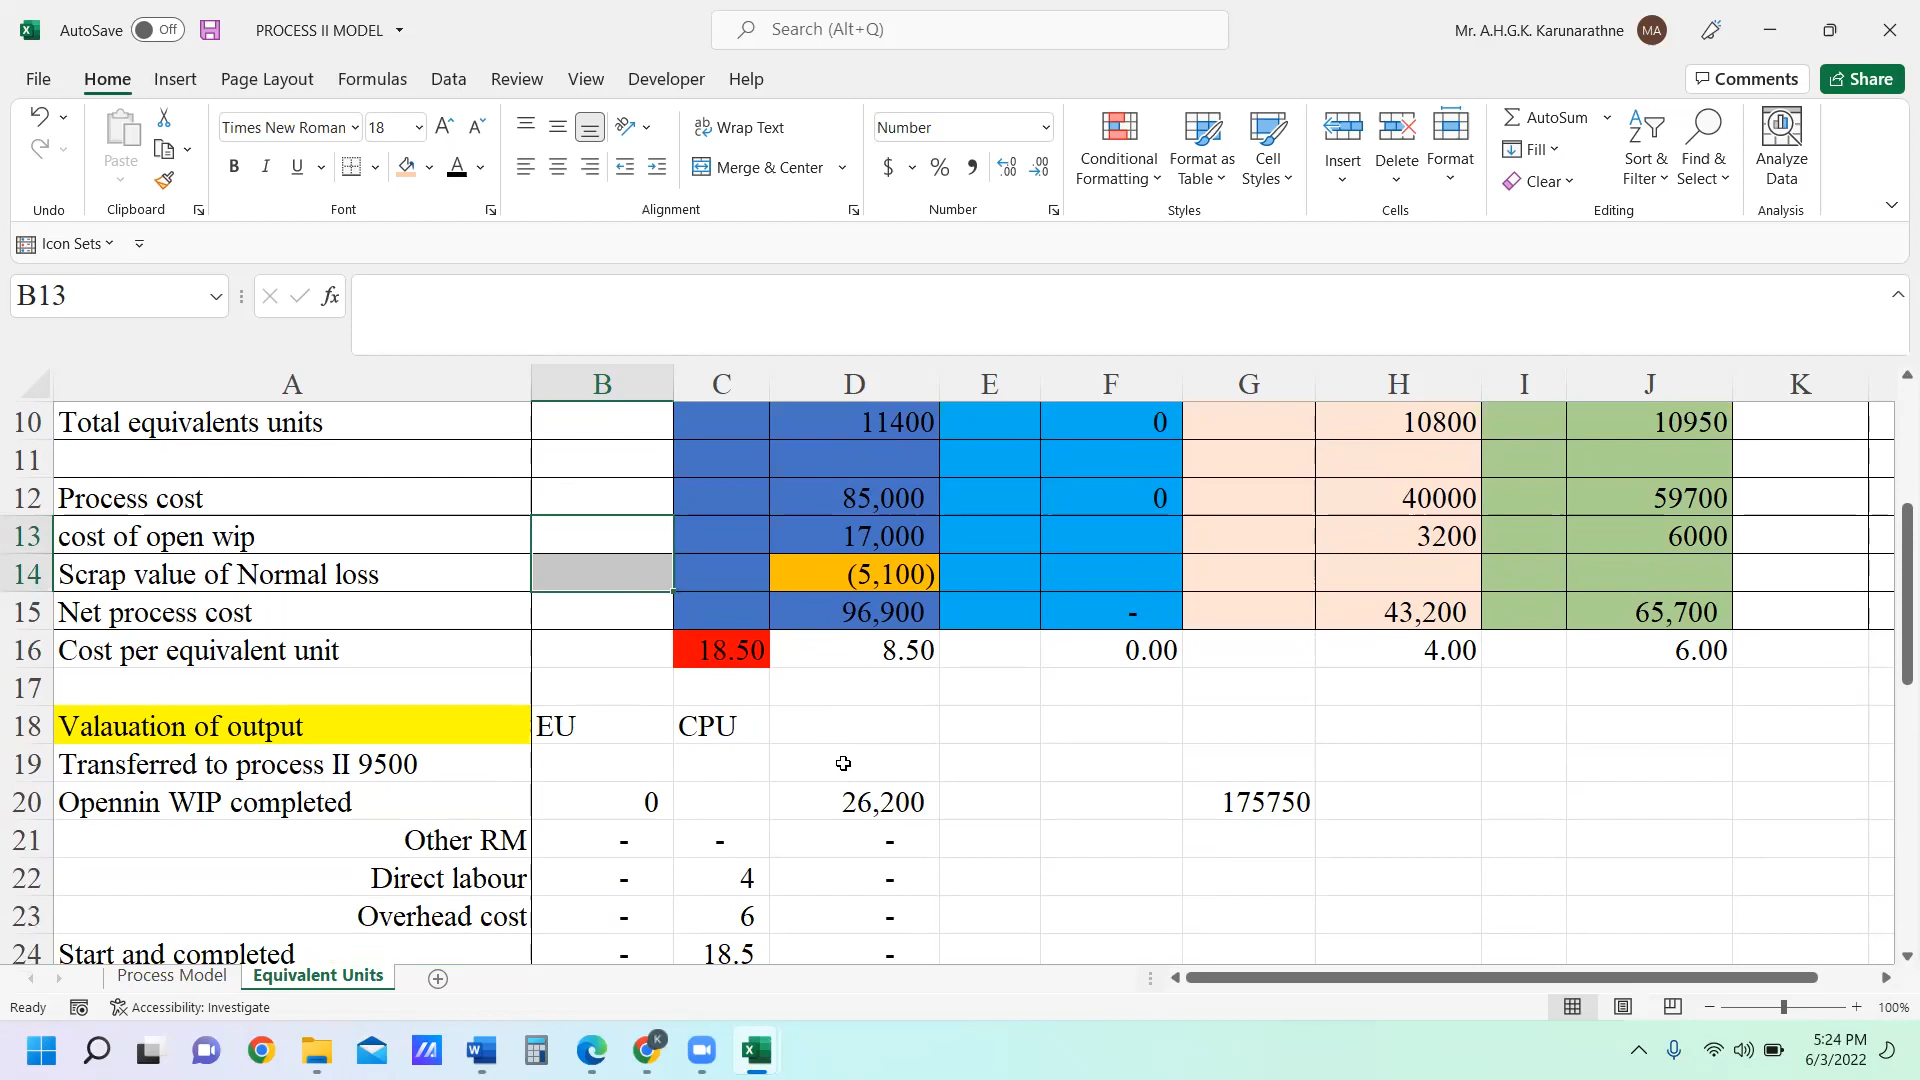 AutoSave Off PROCESS II MODEL Search (Alt+Q) Mr. A.H.G.K. Karunarathne MA
File Home Insert Page Layout Formulas Data Review View Developer Help Comments Share
Times New Roman 18 Wrap Text Number AutoSum
Paste B I U Merge & Center $ % Conditional Formatting Format as Table Cell Styles Insert Delete Format Fill Clear Sort & Filter Find & Select Analyze Data
Undo Clipboard Font Alignment Number Styles Cells Editing Analysis
Icon Sets
B13 fx
A B C D E F G H I J K
10 Total equivalents units 11400 0 10800 10950
11
12 Process cost 85,000 0 40000 59700
13 cost of open wip 17,000 3200 6000
14 Scrap value of Normal loss (5,100)
15 Net process cost 96,900 - 43,200 65,700
16 Cost per equivalent unit 18.50 8.50 0.00 4.00 6.00
17
18 Valauation of output EU CPU
19 Transferred to process II 9500
20 Opennin WIP completed 0 26,200 175750
21 Other RM - - -
22 Direct labour - 4 -
23 Overhead cost - 6 -
24 Start and completed - 18.5 -
Process Model Equivalent Units
Ready Accessibility: Investigate 100%
5:24 PM
6/3/2022